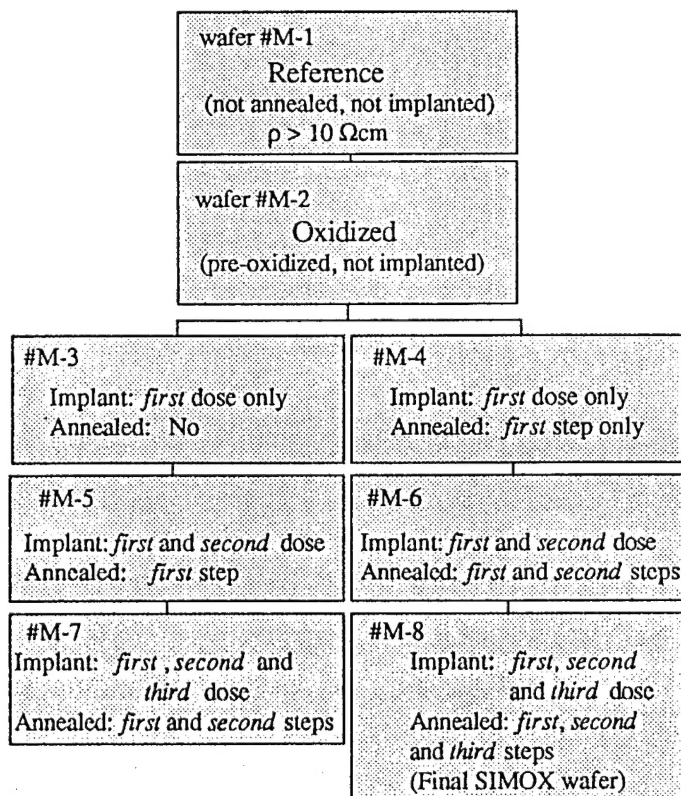 wafer #M-1
Reference
(not annealed, not implanted)
ρ > 10 Ωcm
wafer #M-2
Oxidized
(pre-oxidized, not implanted)
#M-3
Implant: first dose only
Annealed: No
#M-4
Implant: first dose only
Annealed: first step only
#M-5
Implant: first and second dose
Annealed: first step
#M-6
Implant: first and second dose
Annealed: first and second steps
#M-7
Implant: first , second and
third dose
Annealed: first and second steps
#M-8
Implant: first, second
and third dose
Annealed: first, second
and third steps
(Final SIMOX wafer)